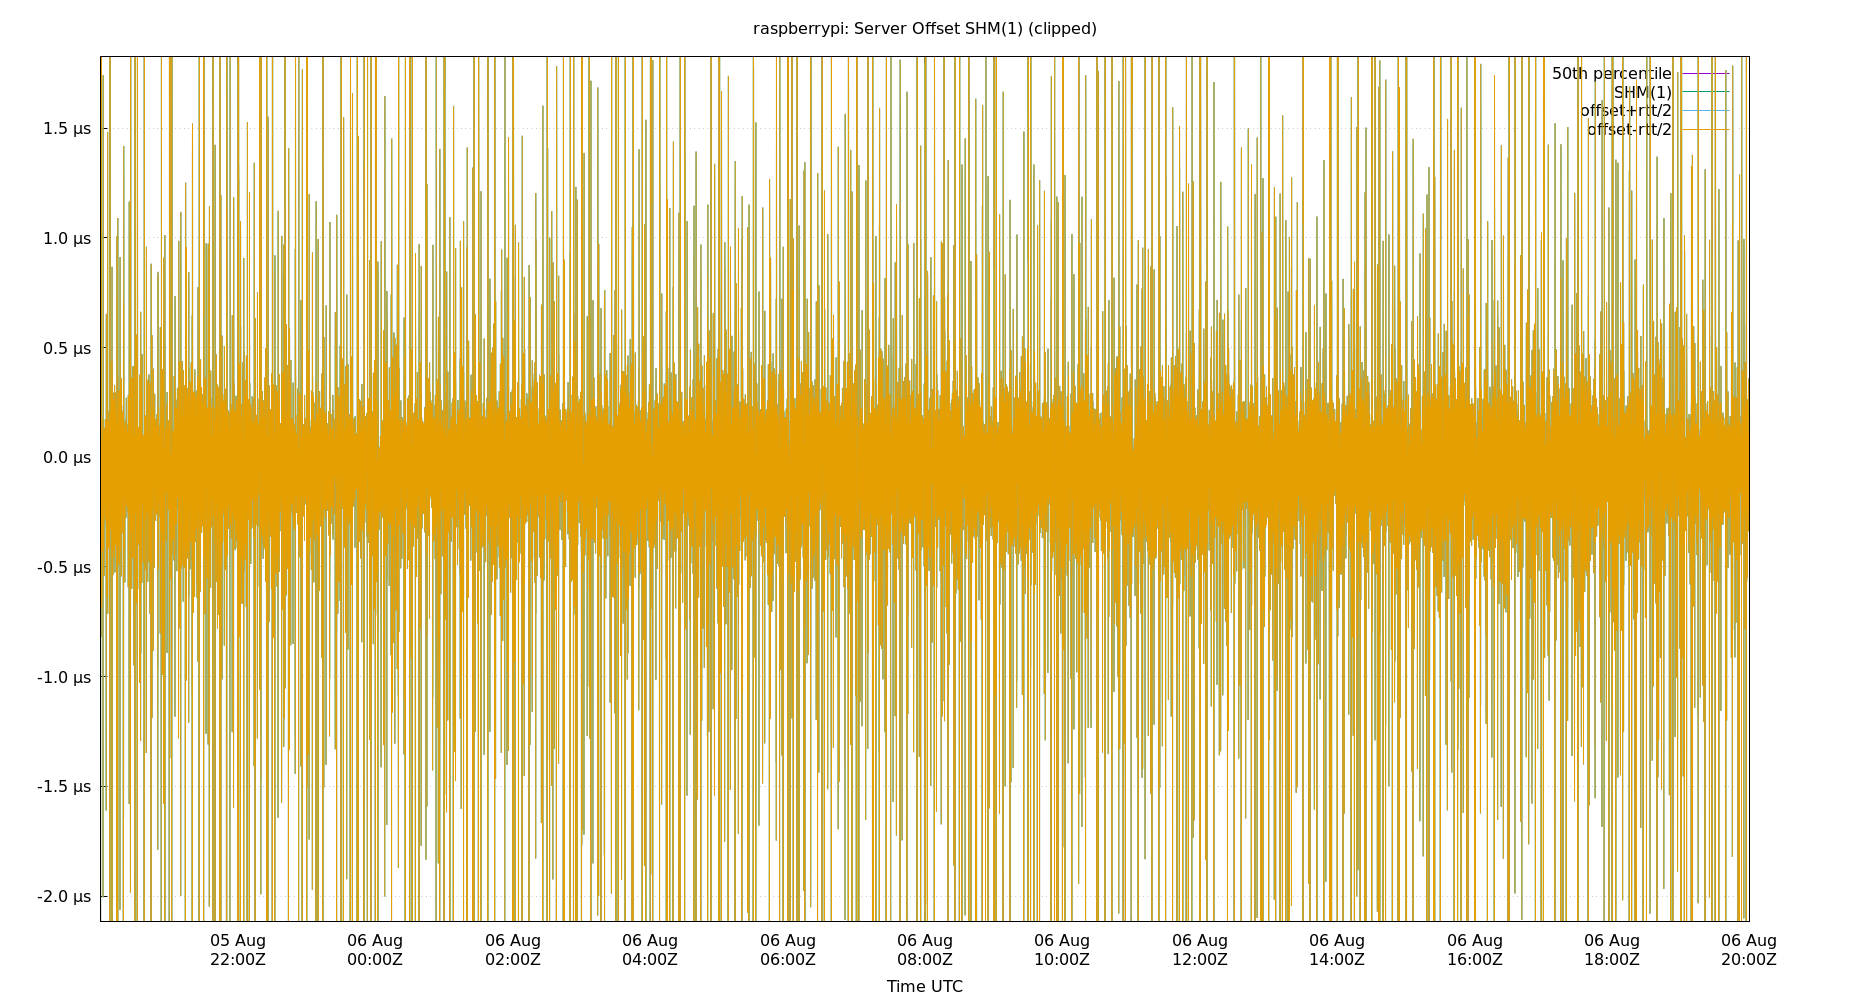 raspberrypi: Server Offset SHM(1) (clipped)
50th percentile
SHM(1)
offset+rtt/2
offset-rtt/2
1.5 µs
1.0 µs
0.5 µs
0.0 µs
-0.5 µs
-1.0 µs
-1.5 µs
-2.0 µs
05 Aug 06 Aug 06 Aug 06 Aug 06 Aug 06 Aug 06 Aug 06 Aug 06 Aug 06 Aug 06 Aug 06 Aug
22:00Z 00:00Z 02:00Z 04:00Z 06:00Z 08:00Z 10:00Z 12:00Z 14:00Z 16:00Z 18:00Z 20:00Z
Time UTC